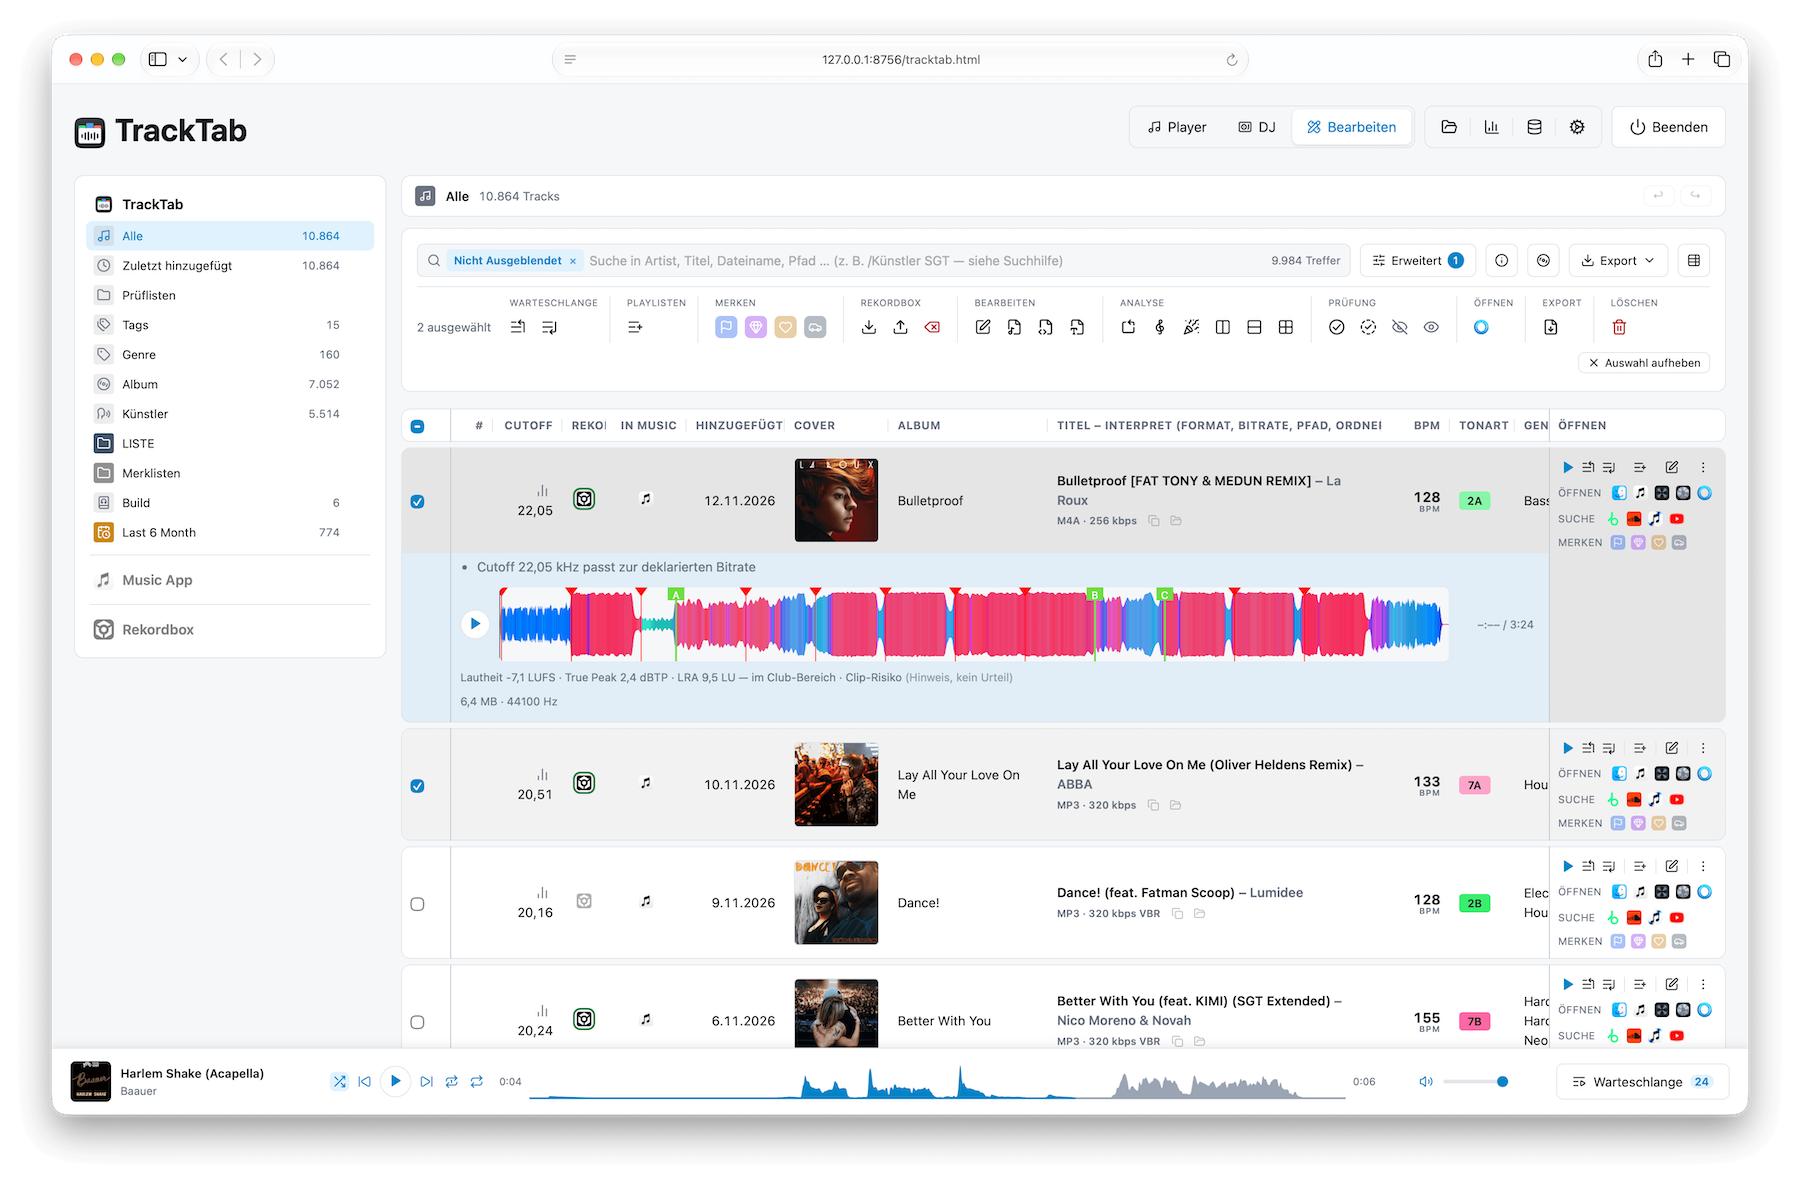 127.0.0.1:8756/tracktab.html
TrackTab
Player
DJ
Bearbeiten
Beenden
TrackTab
Alle 10.864
Zuletzt hinzugefügt 10.864
Prüflisten
Tags 15
Genre 160
Album 7.052
Künstler 5.514
LISTE
Merklisten
Build 6
Last 6 Month 774
Music App
Rekordbox
Alle 10.864 Tracks
Nicht Ausgeblendet × Suche in Artist, Titel, Dateiname, Pfad ... (z. B. /Künstler SGT — siehe Suchhilfe) 9.984 Treffer
Erweitert 1
Export
WARTESCHLANGE PLAYLISTEN MERKEN REKORDBOX BEARBEITEN ANALYSE PRÜFUNG ÖFFNEN EXPORT LÖSCHEN
2 ausgewählt
Auswahl aufheben
# CUTOFF REKOI IN MUSIC HINZUGEFÜGT COVER ALBUM TITEL – INTERPRET (FORMAT, BITRATE, PFAD, ORDNEI BPM TONART GEN ÖFFNEN
22,05
12.11.2026
LA ROUX
Bulletproof
Bulletproof [FAT TONY & MEDUN REMIX] – La
Roux
M4A · 256 kbps
128
BPM
2A
Bass
ÖFFNEN
SUCHE
MERKEN
• Cutoff 22,05 kHz passt zur deklarierten Bitrate
A
B
C
–:–– / 3:24
Lautheit -7,1 LUFS · True Peak 2,4 dBTP · LRA 9,5 LU — im Club-Bereich · Clip-Risiko (Hinweis, kein Urteil)
6,4 MB · 44100 Hz
20,51
10.11.2026
Lay All Your Love On
Me
Lay All Your Love On Me (Oliver Heldens Remix) –
ABBA
MP3 · 320 kbps
133
BPM
7A
Hou
ÖFFNEN
SUCHE
MERKEN
20,16
9.11.2026
DANCE!
Dance!
Dance! (feat. Fatman Scoop) – Lumidee
MP3 · 320 kbps VBR
128
BPM
2B
Elec
Hou
ÖFFNEN
SUCHE
MERKEN
20,24
6.11.2026
Better With You
Better With You (feat. KIMI) (SGT Extended) –
Nico Moreno & Novah
MP3 · 320 kbps VBR
155
BPM
7B
Hard
Hard
Neo
ÖFFNEN
SUCHE
Baauer
HARLEM SHAKE
Harlem Shake (Acapella)
Baauer
0:04
0:06
Warteschlange 24